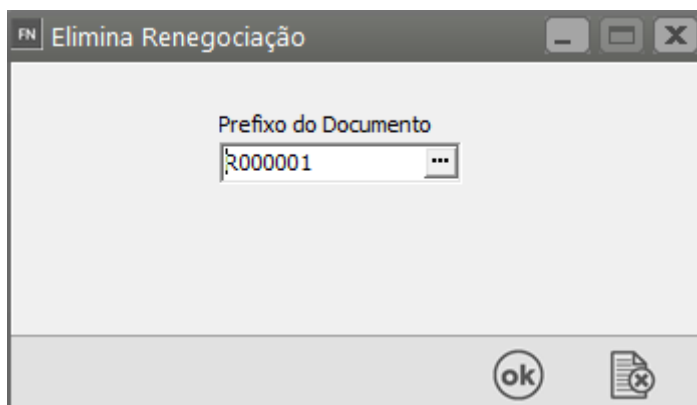 FN Elimina Renegociação
Prefixo do Documento
R000001 ...
ok